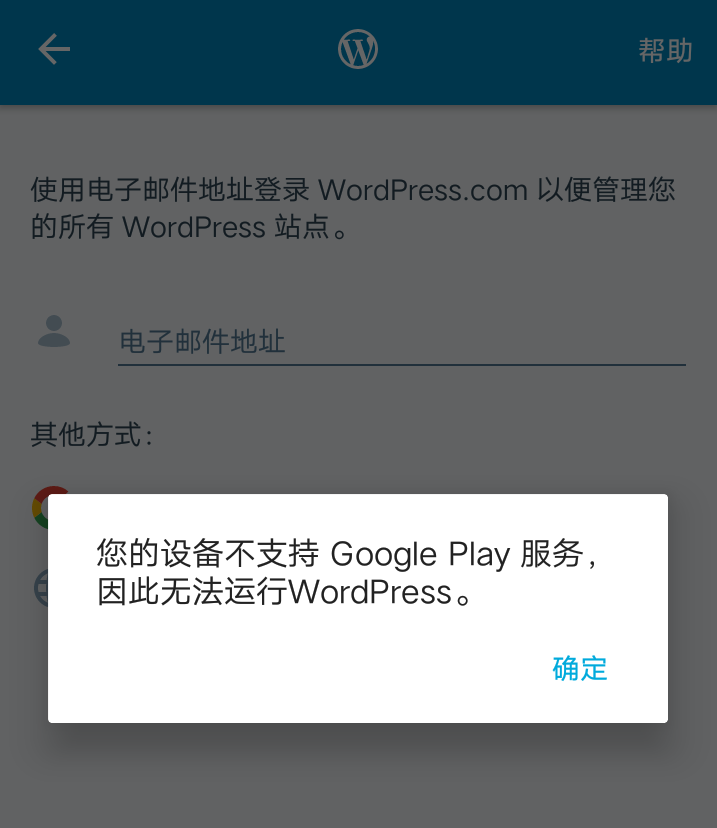 帮助
使用电子邮件地址登录 WordPress.com 以便管理您
的所有 WordPress 站点。
电子邮件地址
其他方式：
您的设备不支持 Google Play 服务，
因此无法运行WordPress。
确定